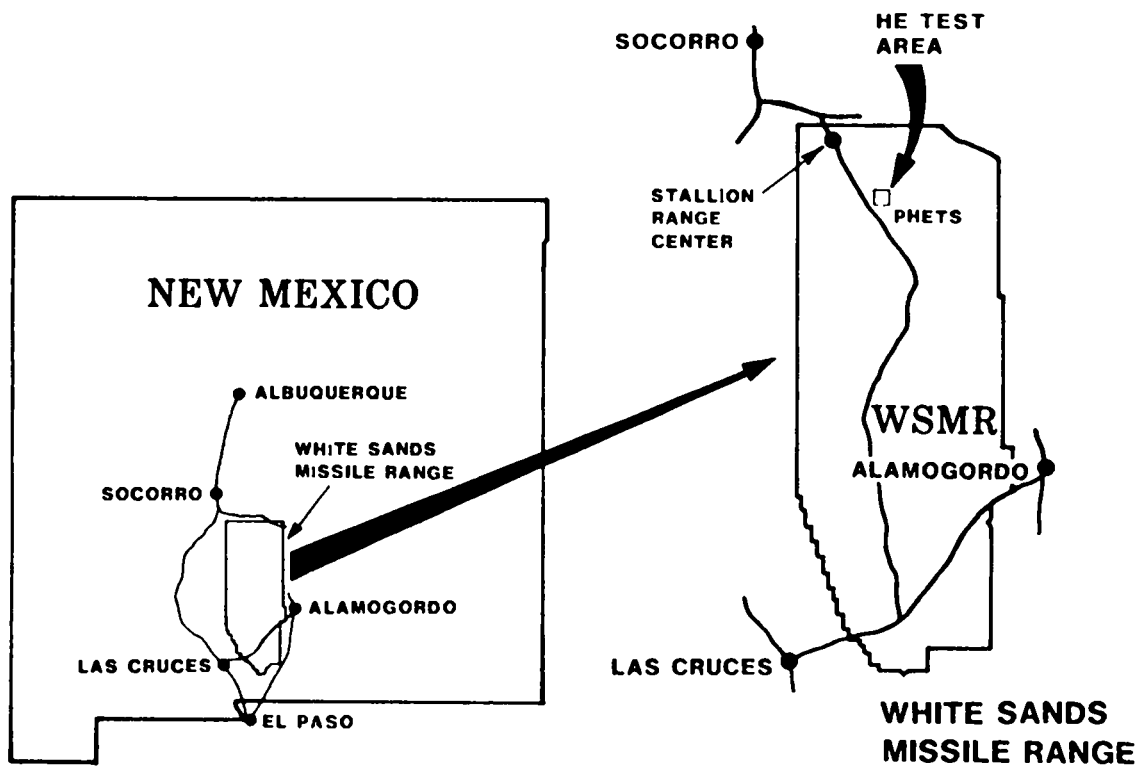 NEW MEXICO
ALBUQUERQUE
WHITE SANDS
MISSILE RANGE
SOCORRO
ALAMOGORDO
LAS CRUCES
EL PASO
HE TEST
AREA
SOCORRO
STALLION
RANGE
CENTER
PHETS
WSMR
ALAMOGORDO
LAS CRUCES
WHITE SANDS
MISSILE RANGE